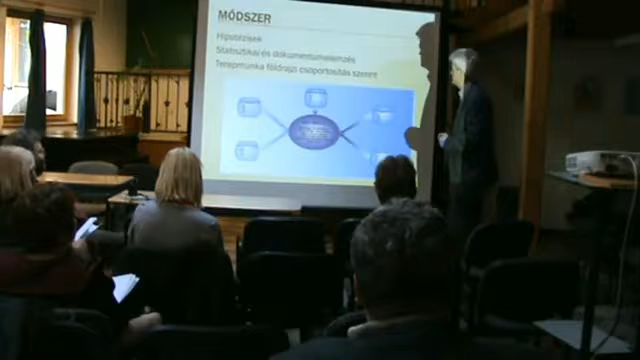 MÓDSZER
Hipotézisek
Statisztikai és dokumentumelemzés
Terepmunka földrajzi csoportosítás szerint